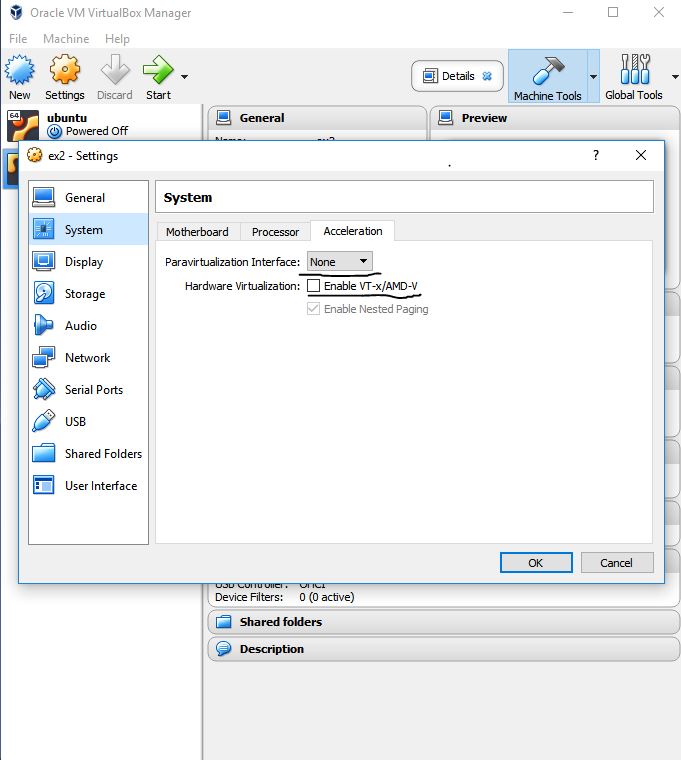 Oracle VM VirtualBox Manager
File Machine Help
New Settings Discard Start Details Machine Tools Global Tools
64 ubuntu
Powered Off
General
Preview
ex2 - Settings
?
General
System
Display
Storage
Audio
Network
Serial Ports
USB
Shared Folders
User Interface
System
Motherboard Processor Acceleration
Paravirtualization Interface: None
Hardware Virtualization: Enable VT-x/AMD-V
Enable Nested Paging
OK Cancel
USB Controller: OHCI
Device Filters: 0 (0 active)
Shared folders
Description